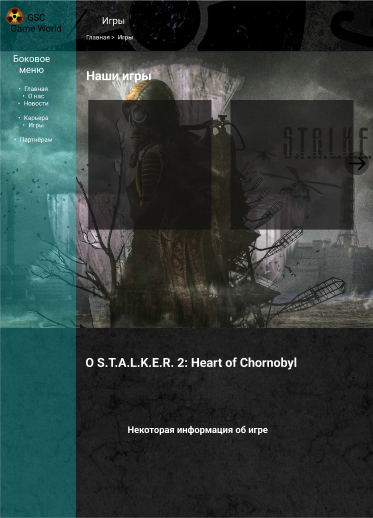 GSC
Game World
Игры
Главная > Игры
Боковое
меню
• Главная
• О нас
• Новости
• Карьера
• Игры
• Партнёрам
Наши игры
STALKE
О S.T.A.L.K.E.R. 2: Heart of Chornobyl
Некоторая информация об игре